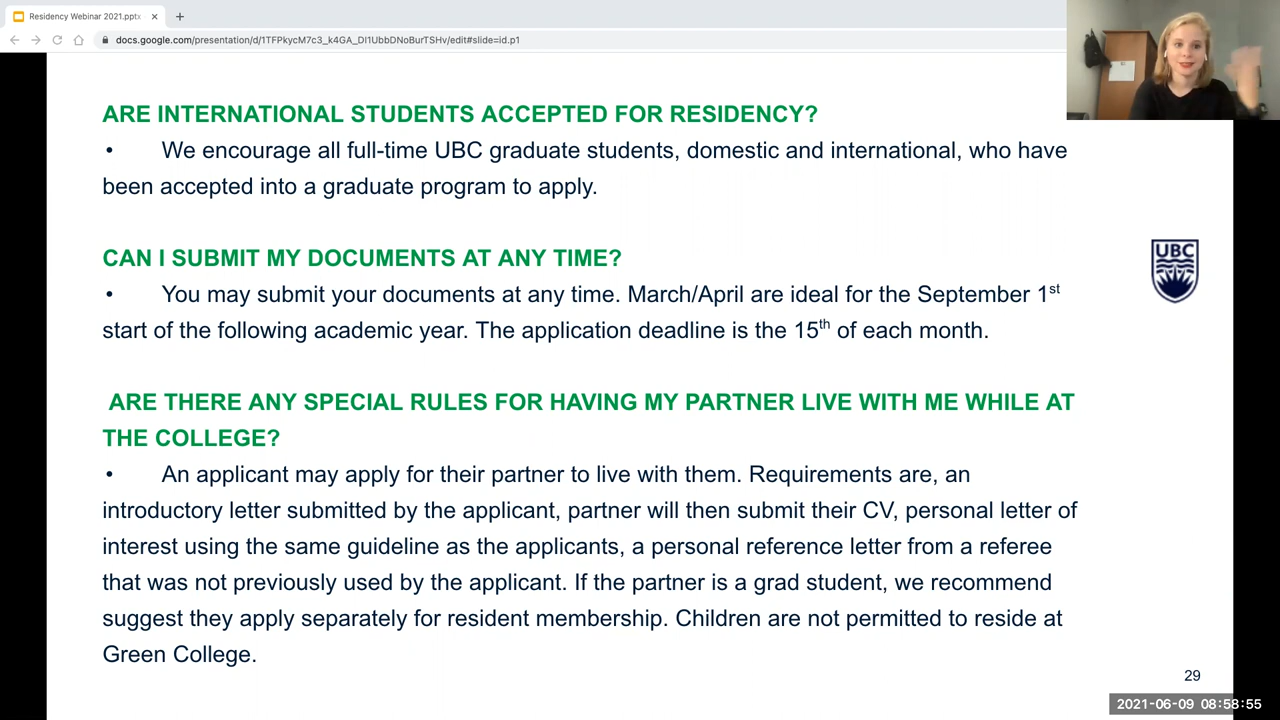 Residency Webinar 2021.pptx
docs.google.com/presentation/d/1TFPkycM7c3_k4GA_Dl1UbbDNoBurTSHv/edit#slide=id.p1
ARE INTERNATIONAL STUDENTS ACCEPTED FOR RESIDENCY?
• We encourage all full-time UBC graduate students, domestic and international, who have
been accepted into a graduate program to apply.
CAN I SUBMIT MY DOCUMENTS AT ANY TIME?
UBC
• You may submit your documents at any time. March/April are ideal for the September 1st
start of the following academic year. The application deadline is the 15th of each month.
ARE THERE ANY SPECIAL RULES FOR HAVING MY PARTNER LIVE WITH ME WHILE AT
THE COLLEGE?
• An applicant may apply for their partner to live with them. Requirements are, an
introductory letter submitted by the applicant, partner will then submit their CV, personal letter of
interest using the same guideline as the applicants, a personal reference letter from a referee
that was not previously used by the applicant. If the partner is a grad student, we recommend
suggest they apply separately for resident membership. Children are not permitted to reside at
Green College.
29
2021-06-09 08:58:55